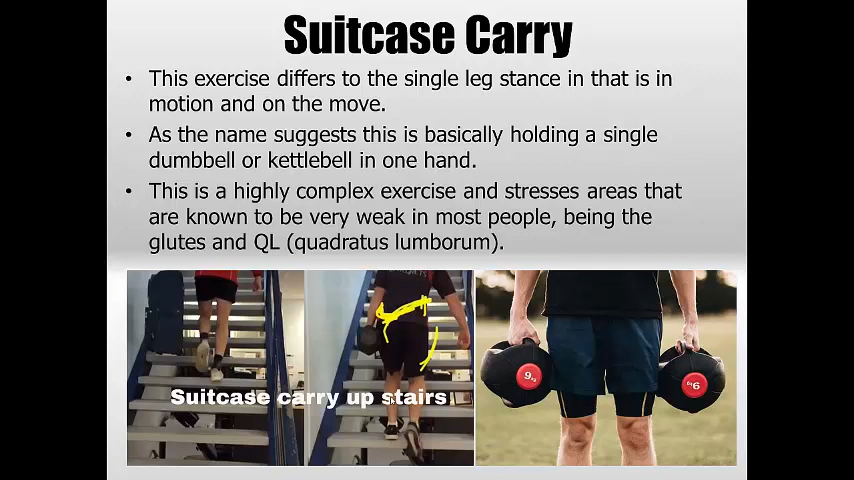 Suitcase Carry
• This exercise differs to the single leg stance in that is in
motion and on the move.
• As the name suggests this is basically holding a single
dumbbell or kettlebell in one hand.
• This is a highly complex exercise and stresses areas that
are known to be very weak in most people, being the
glutes and QL (quadratus lumborum).
Suitcase carry up stairs
9KG